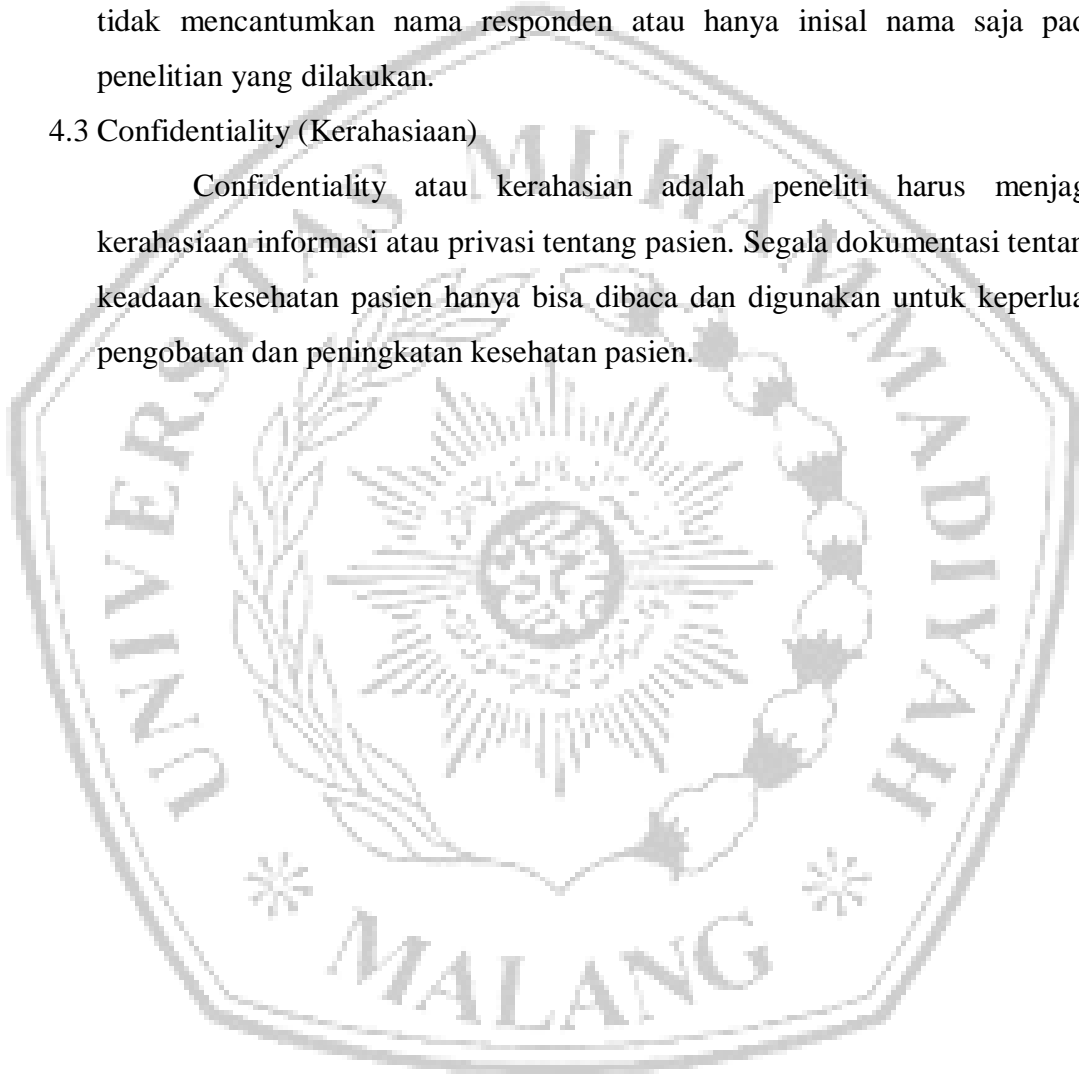 tidak mencantumkan nama responden atau hanya inisal nama saja pad
penelitian yang dilakukan.
4.3 Confidentiality (Kerahasiaan)
Confidentiality atau kerahasian adalah peneliti harus menjag
kerahasiaan informasi atau privasi tentang pasien. Segala dokumentasi tentan
keadaan kesehatan pasien hanya bisa dibaca dan digunakan untuk keperlua
pengobatan dan peningkatan kesehatan pasien.
UNIVERSITAS MUHAMMADIYAH
MALANG